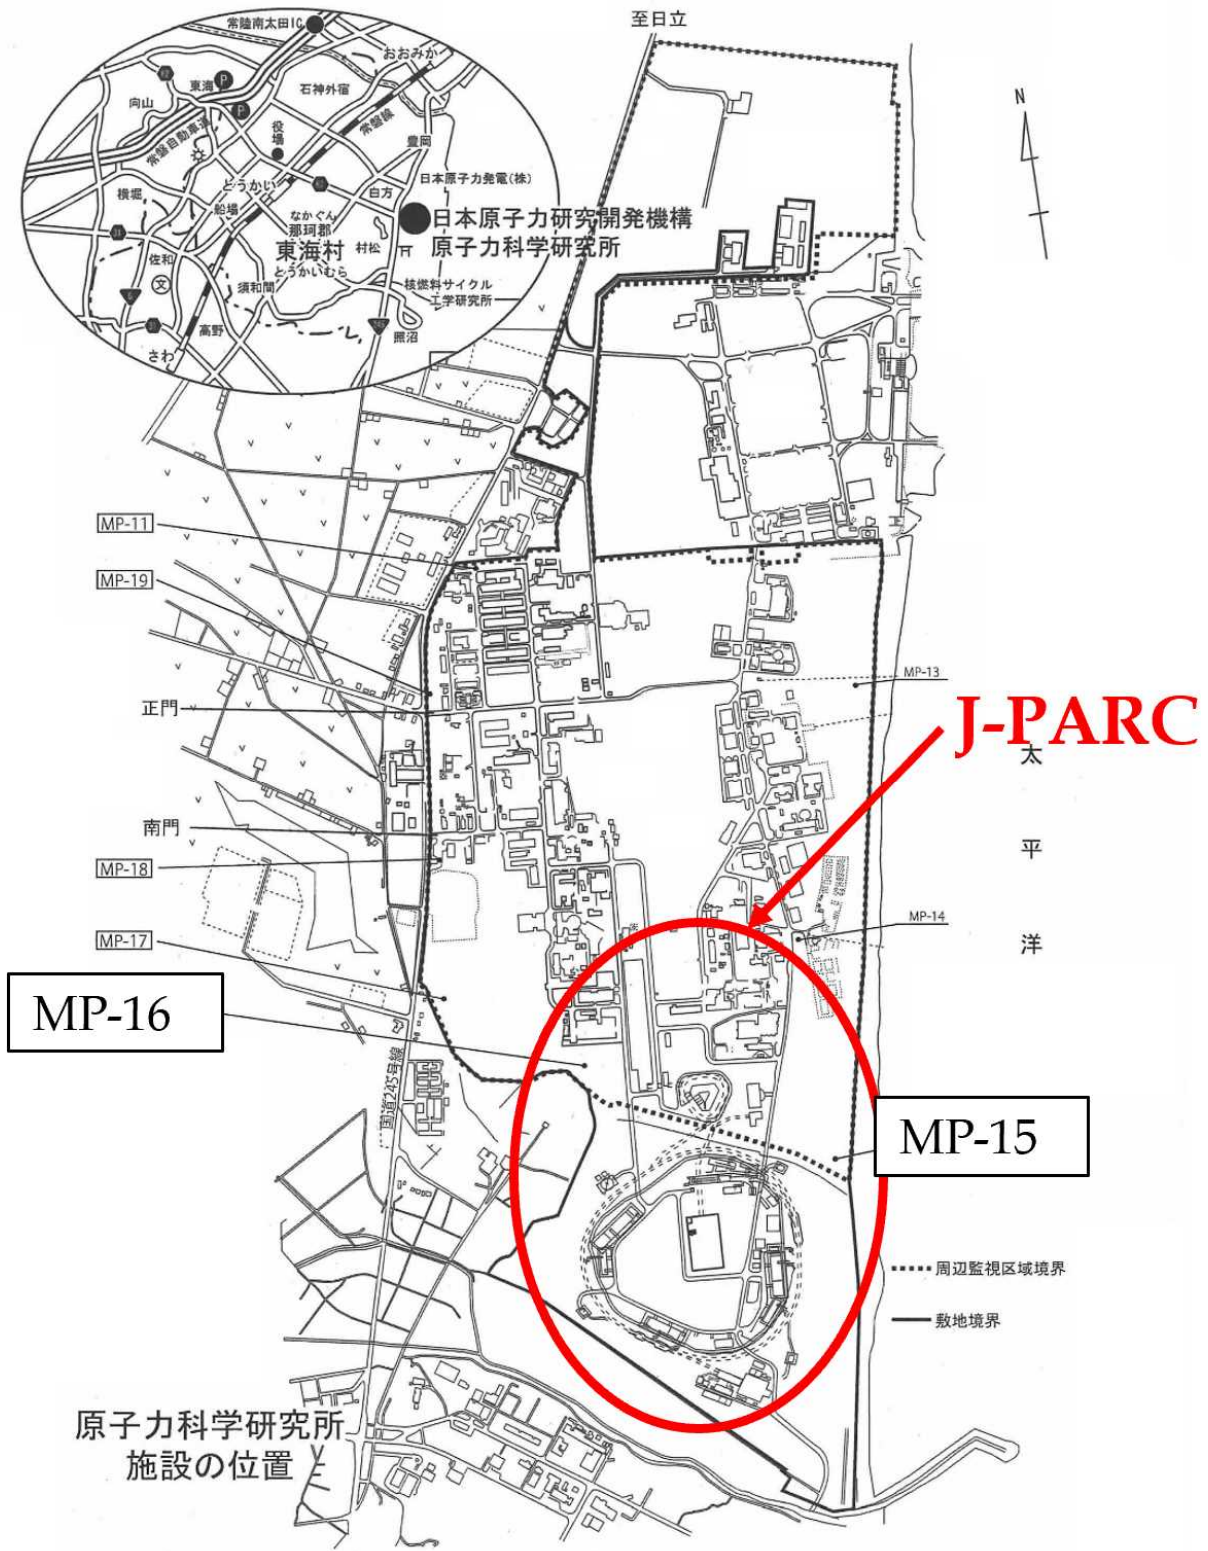 至日立
常陸南太田IC
おおみか
東海
P
P
石神外宿
向山
常磐自動車道
役場
常磐線
豊岡
日本原子力発電(株)
とうかい
白方
横堀
船場
なかぐん
那珂郡
東海村
とうかいむら
村松
日本原子力研究開発機構
原子力科学研究所
佐和
文
須和間
核燃料サイクル
工学研究所
6
245
高野
照沼
さわ
N
MP-11
MP-19
正門
MP-13
J-PARC
太平洋
南門
MP-18
MP-14
MP-17
MP-16
国道245号線
MP-15
周辺監視区域境界
敷地境界
原子力科学研究所
施設の位置